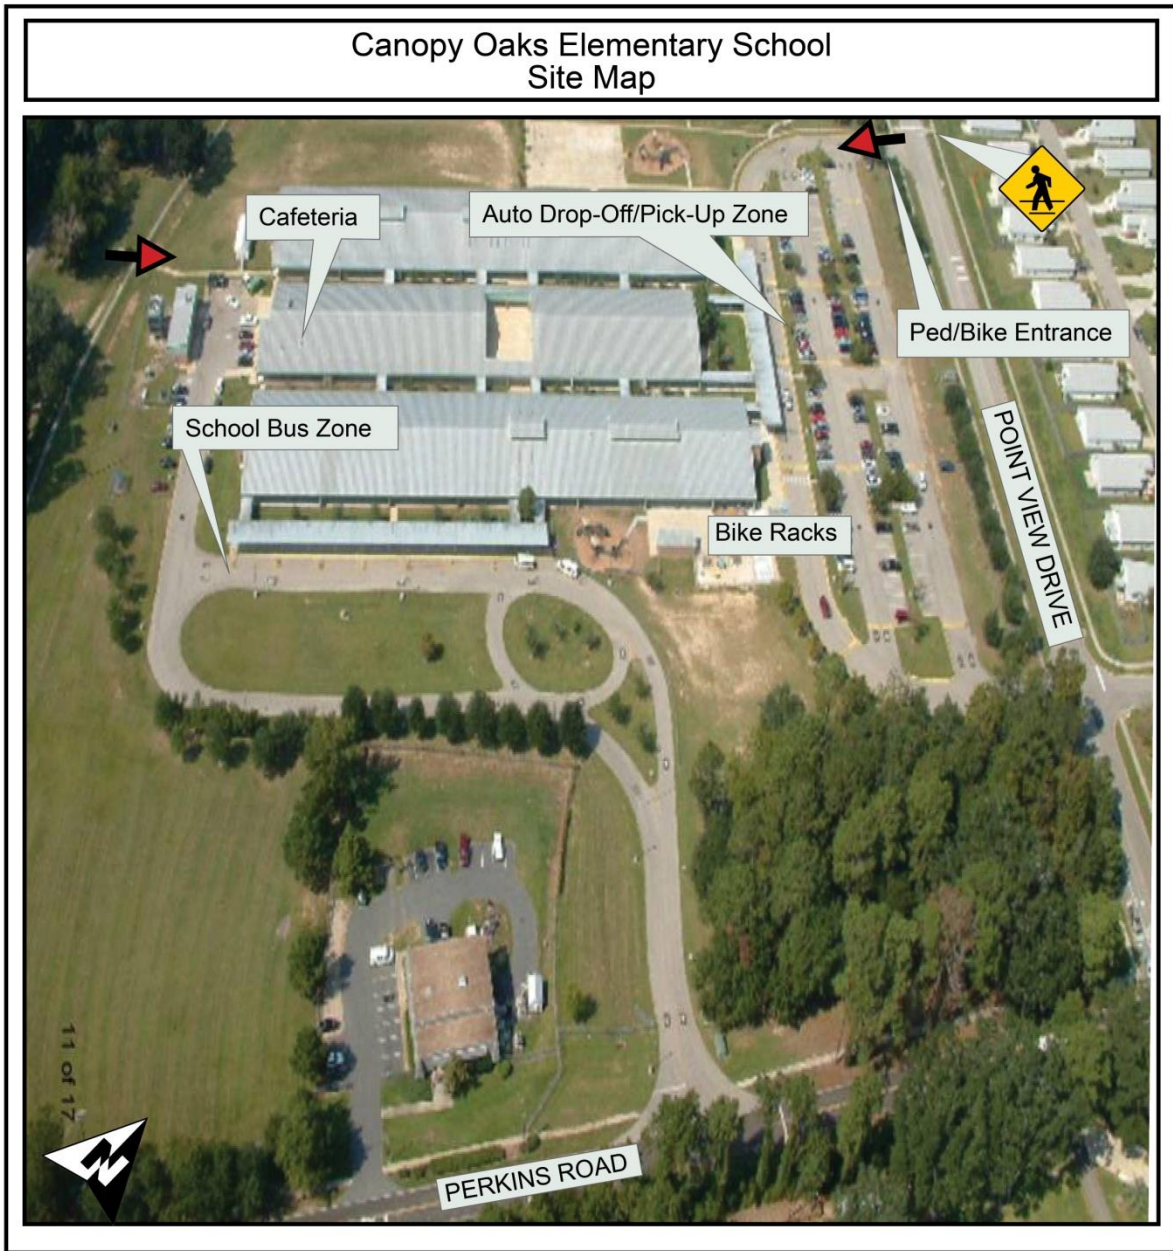 Canopy Oaks Elementary School
Site Map
Cafeteria
Auto Drop-Off/Pick-Up Zone
Ped/Bike Entrance
School Bus Zone
POINT VIEW DRIVE
Bike Racks
11 of 17
N
PERKINS ROAD